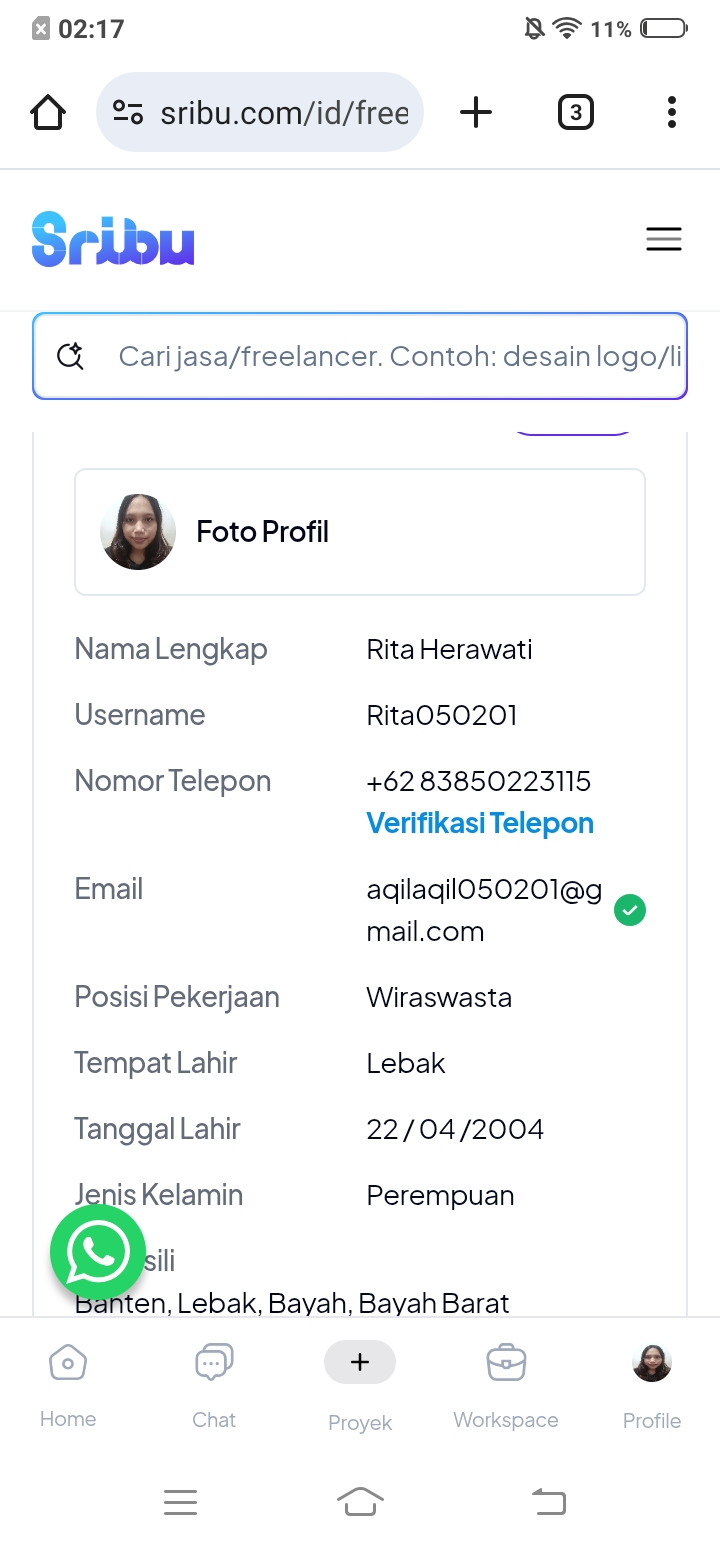 02:17
11%
sribu.com/id/free
3
Sribu
Cari jasa/freelancer. Contoh: desain logo/li
Foto Profil
Nama Lengkap Rita Herawati
Username Rita050201
Nomor Telepon +62 83850223115
Verifikasi Telepon
Email aqilaqil050201@g
mail.com
Posisi Pekerjaan Wiraswasta
Tempat Lahir Lebak
Tanggal Lahir 22 / 04 /2004
Jenis Kelamin Perempuan
sili
Banten, Lebak, Bayah, Bayah Barat
Home Chat Proyek Workspace Profile